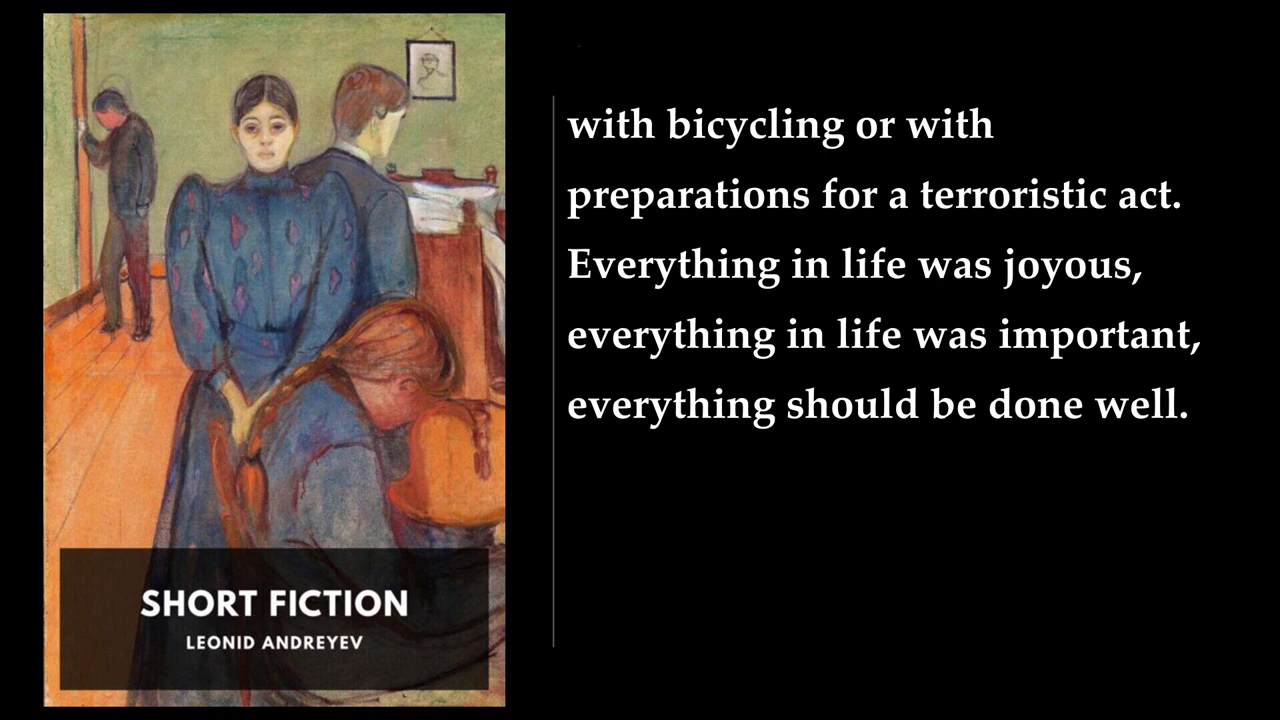 SHORT FICTION
LEONID ANDREYEV
with bicycling or with
preparations for a terroristic act.
Everything in life was joyous,
everything in life was important,
everything should be done well.